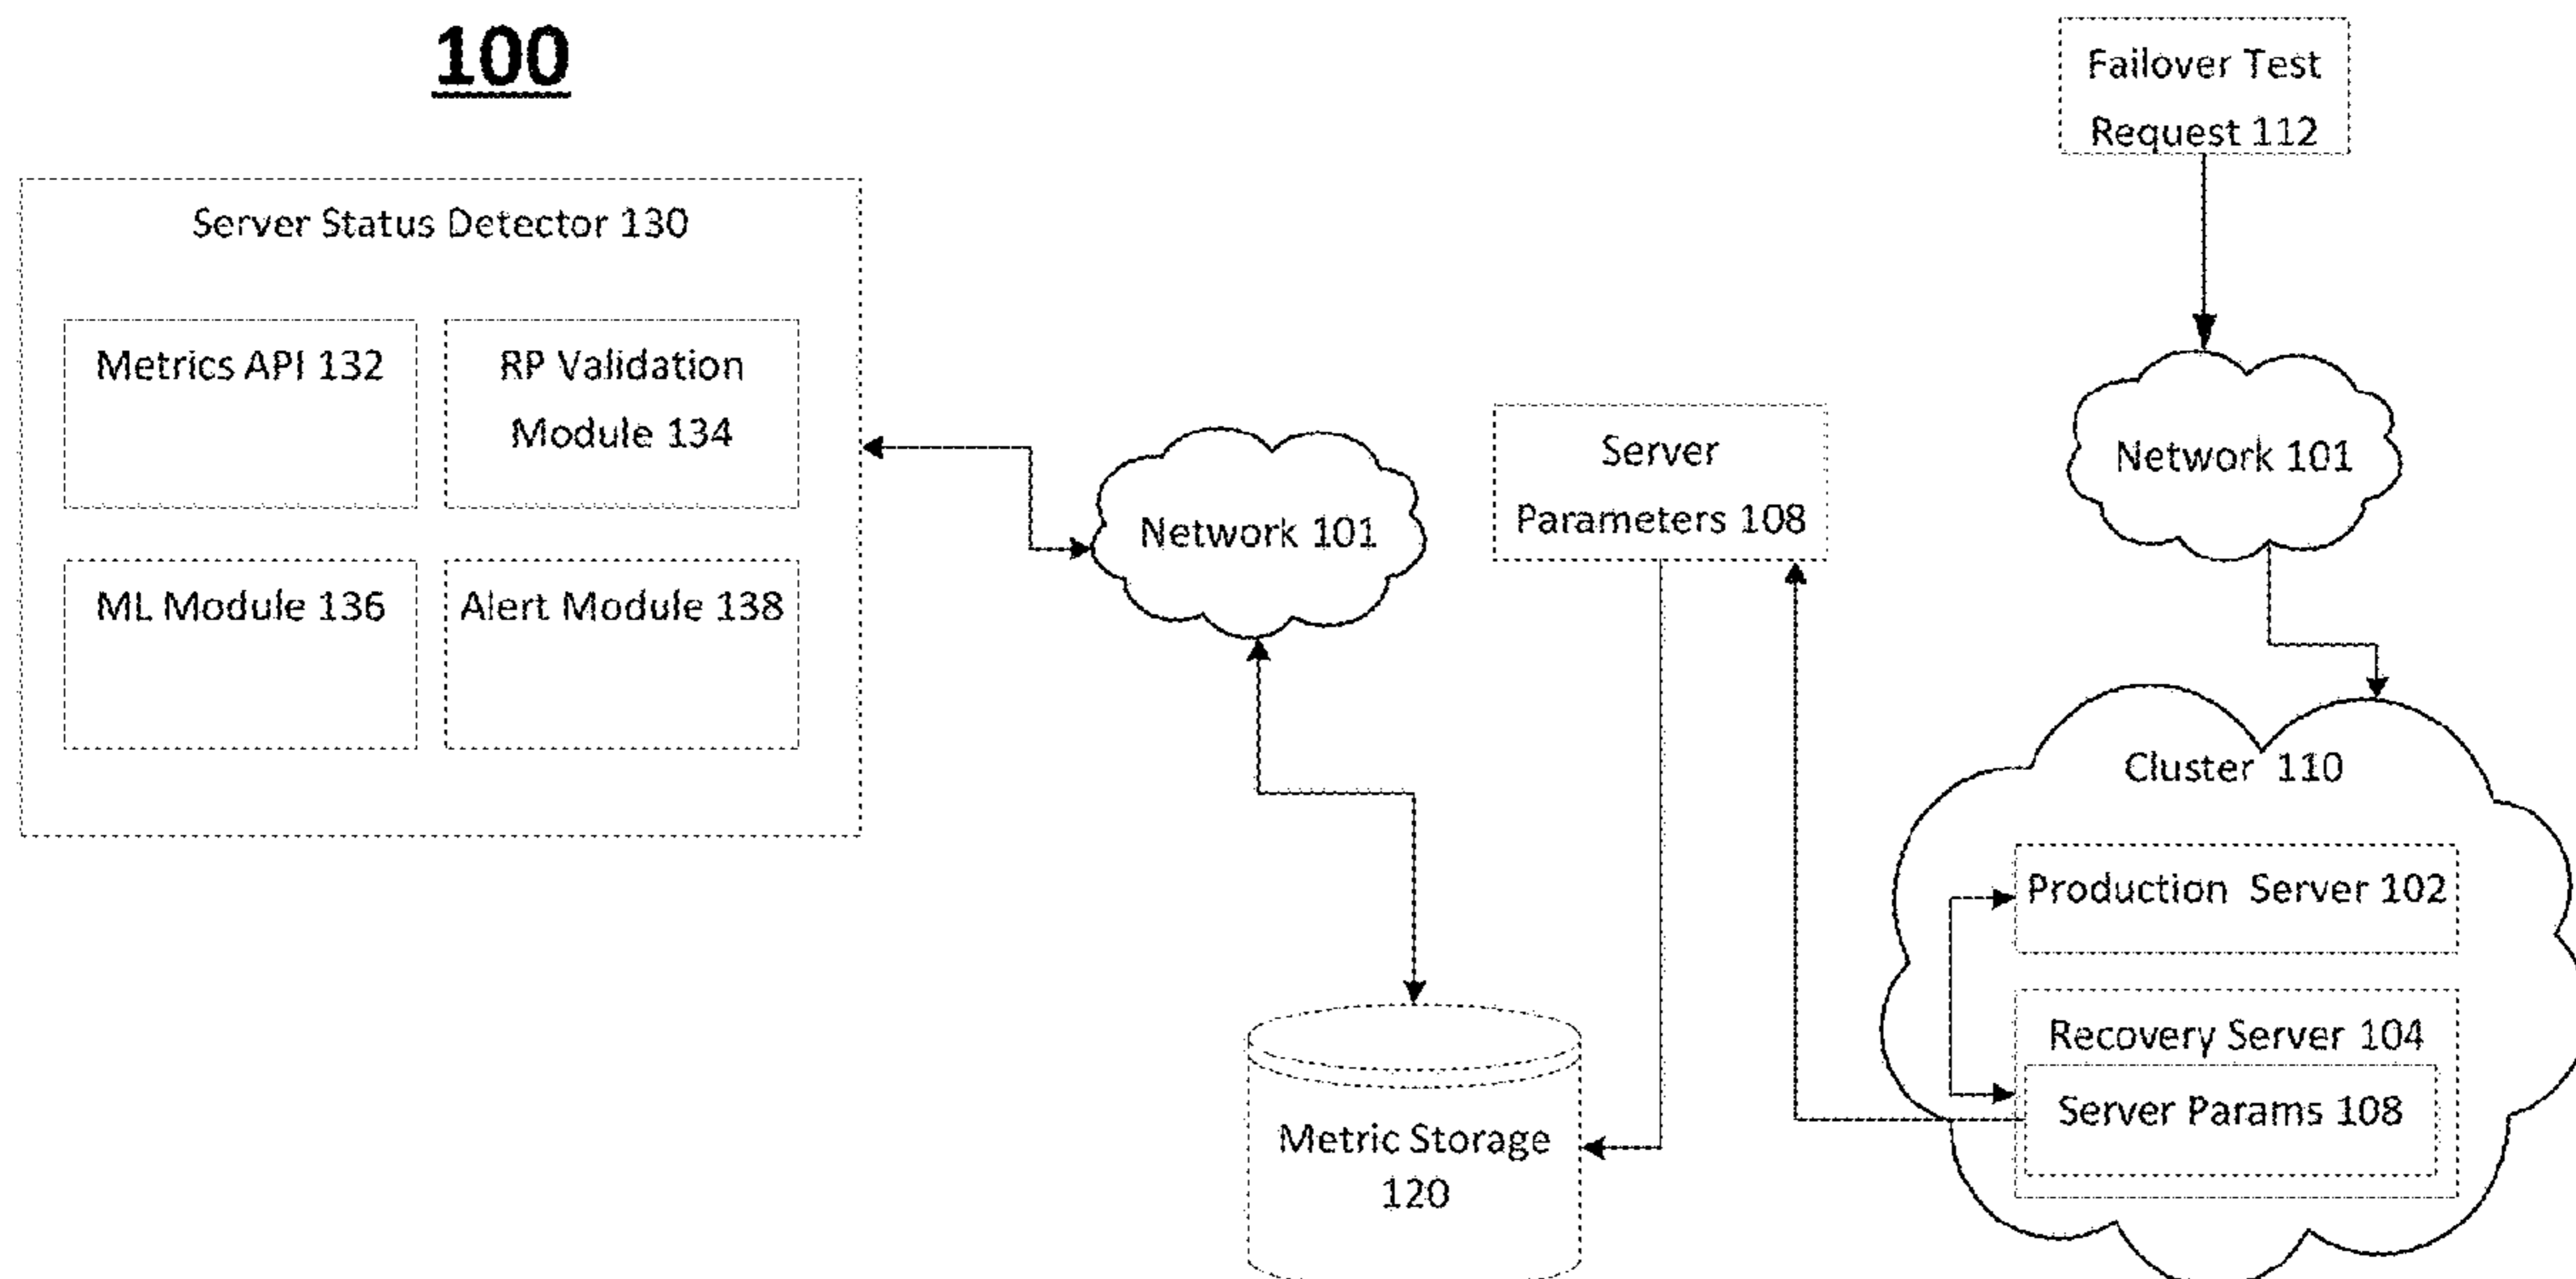 100
Failover Test
Request 112
Server Status Detector 130
Metrics API 132
RP Validation
Module 134
ML Module 136
Alert Module 138
Network 101
Server
Parameters 108
Network 101
Metric Storage
120
Cluster 110
Production Server 102
Recovery Server 104
Server Params 108